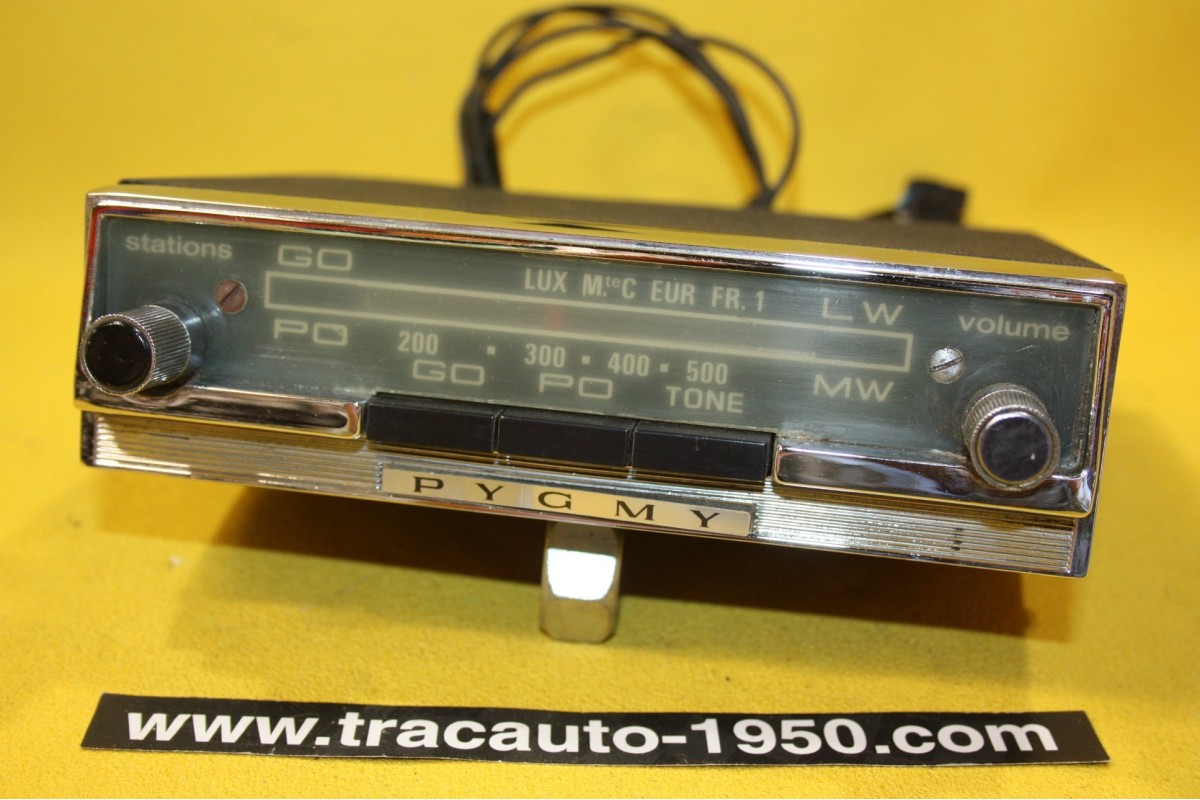 stations GO LUX M.teC EUR FR.1 LW volume
PO 200 · 300 · 400 · 500 MW
GO PO TONE
PYGMY
www.tracauto-1950.com